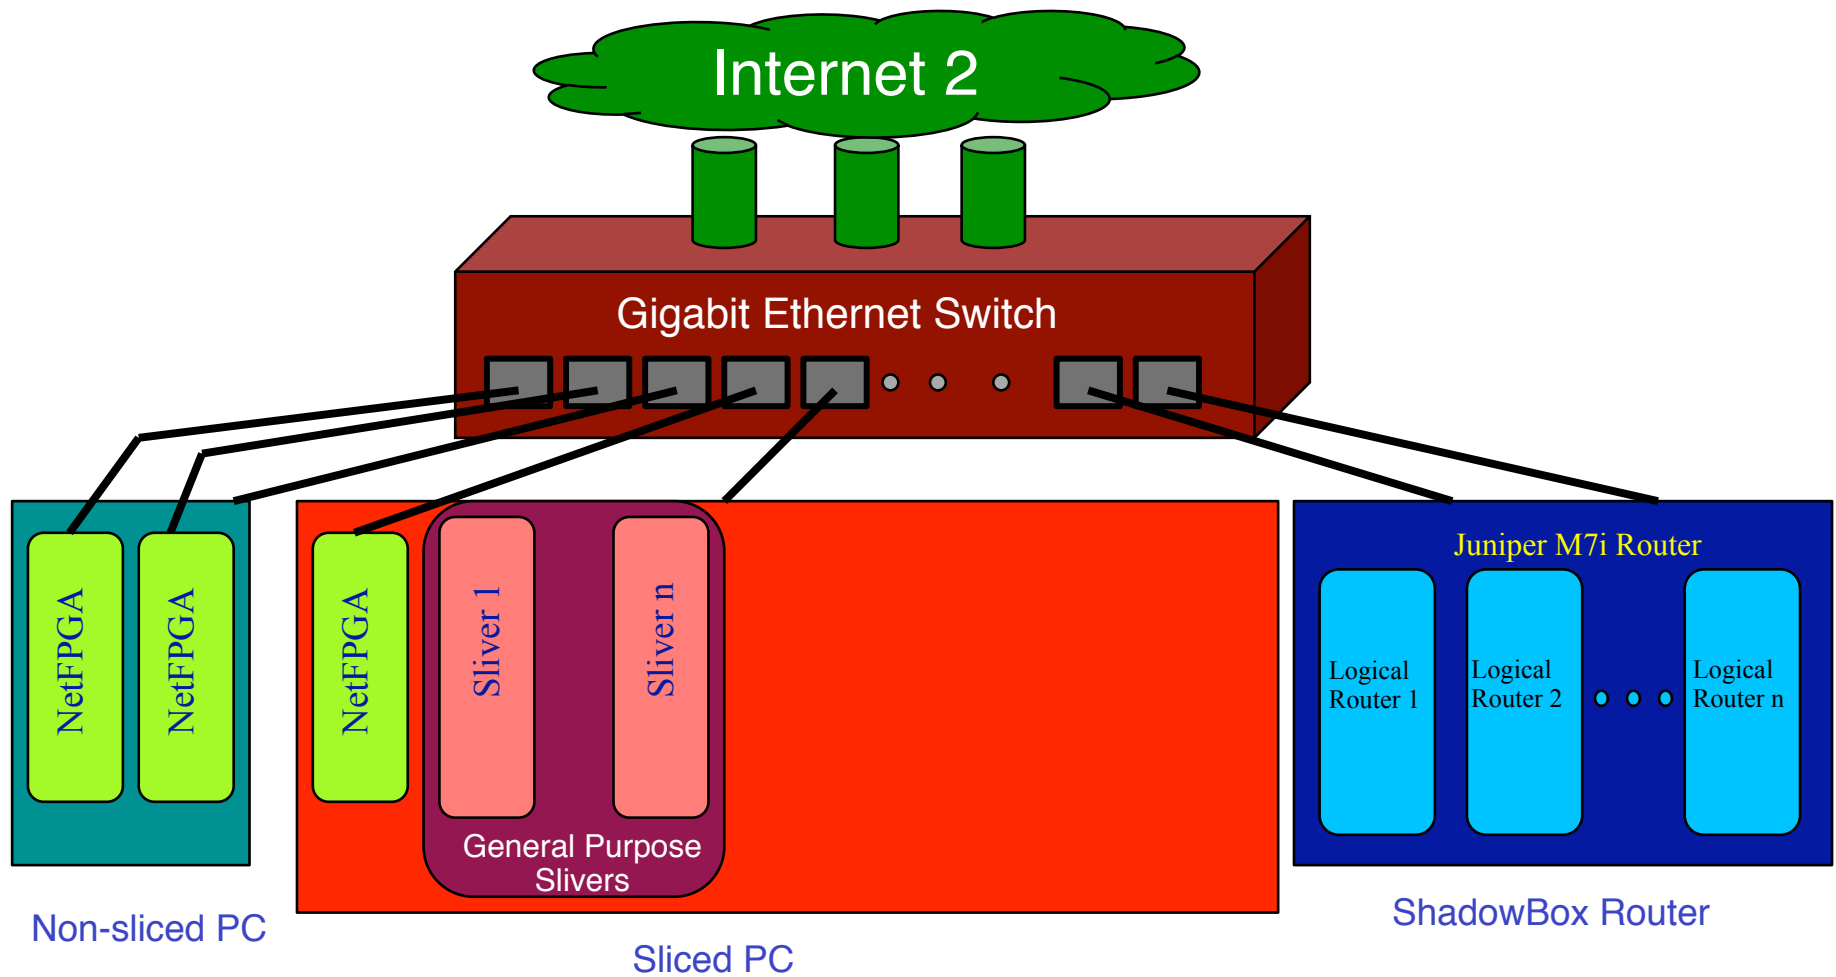 Internet 2
Gigabit Ethernet Switch
NetFPGA
NetFPGA
NetFPGA
Sliver 1
Sliver n
General Purpose
Slivers
Juniper M7i Router
Logical
Router 1
Logical
Router 2
Logical
Router n
Non-sliced PC
Sliced PC
ShadowBox Router